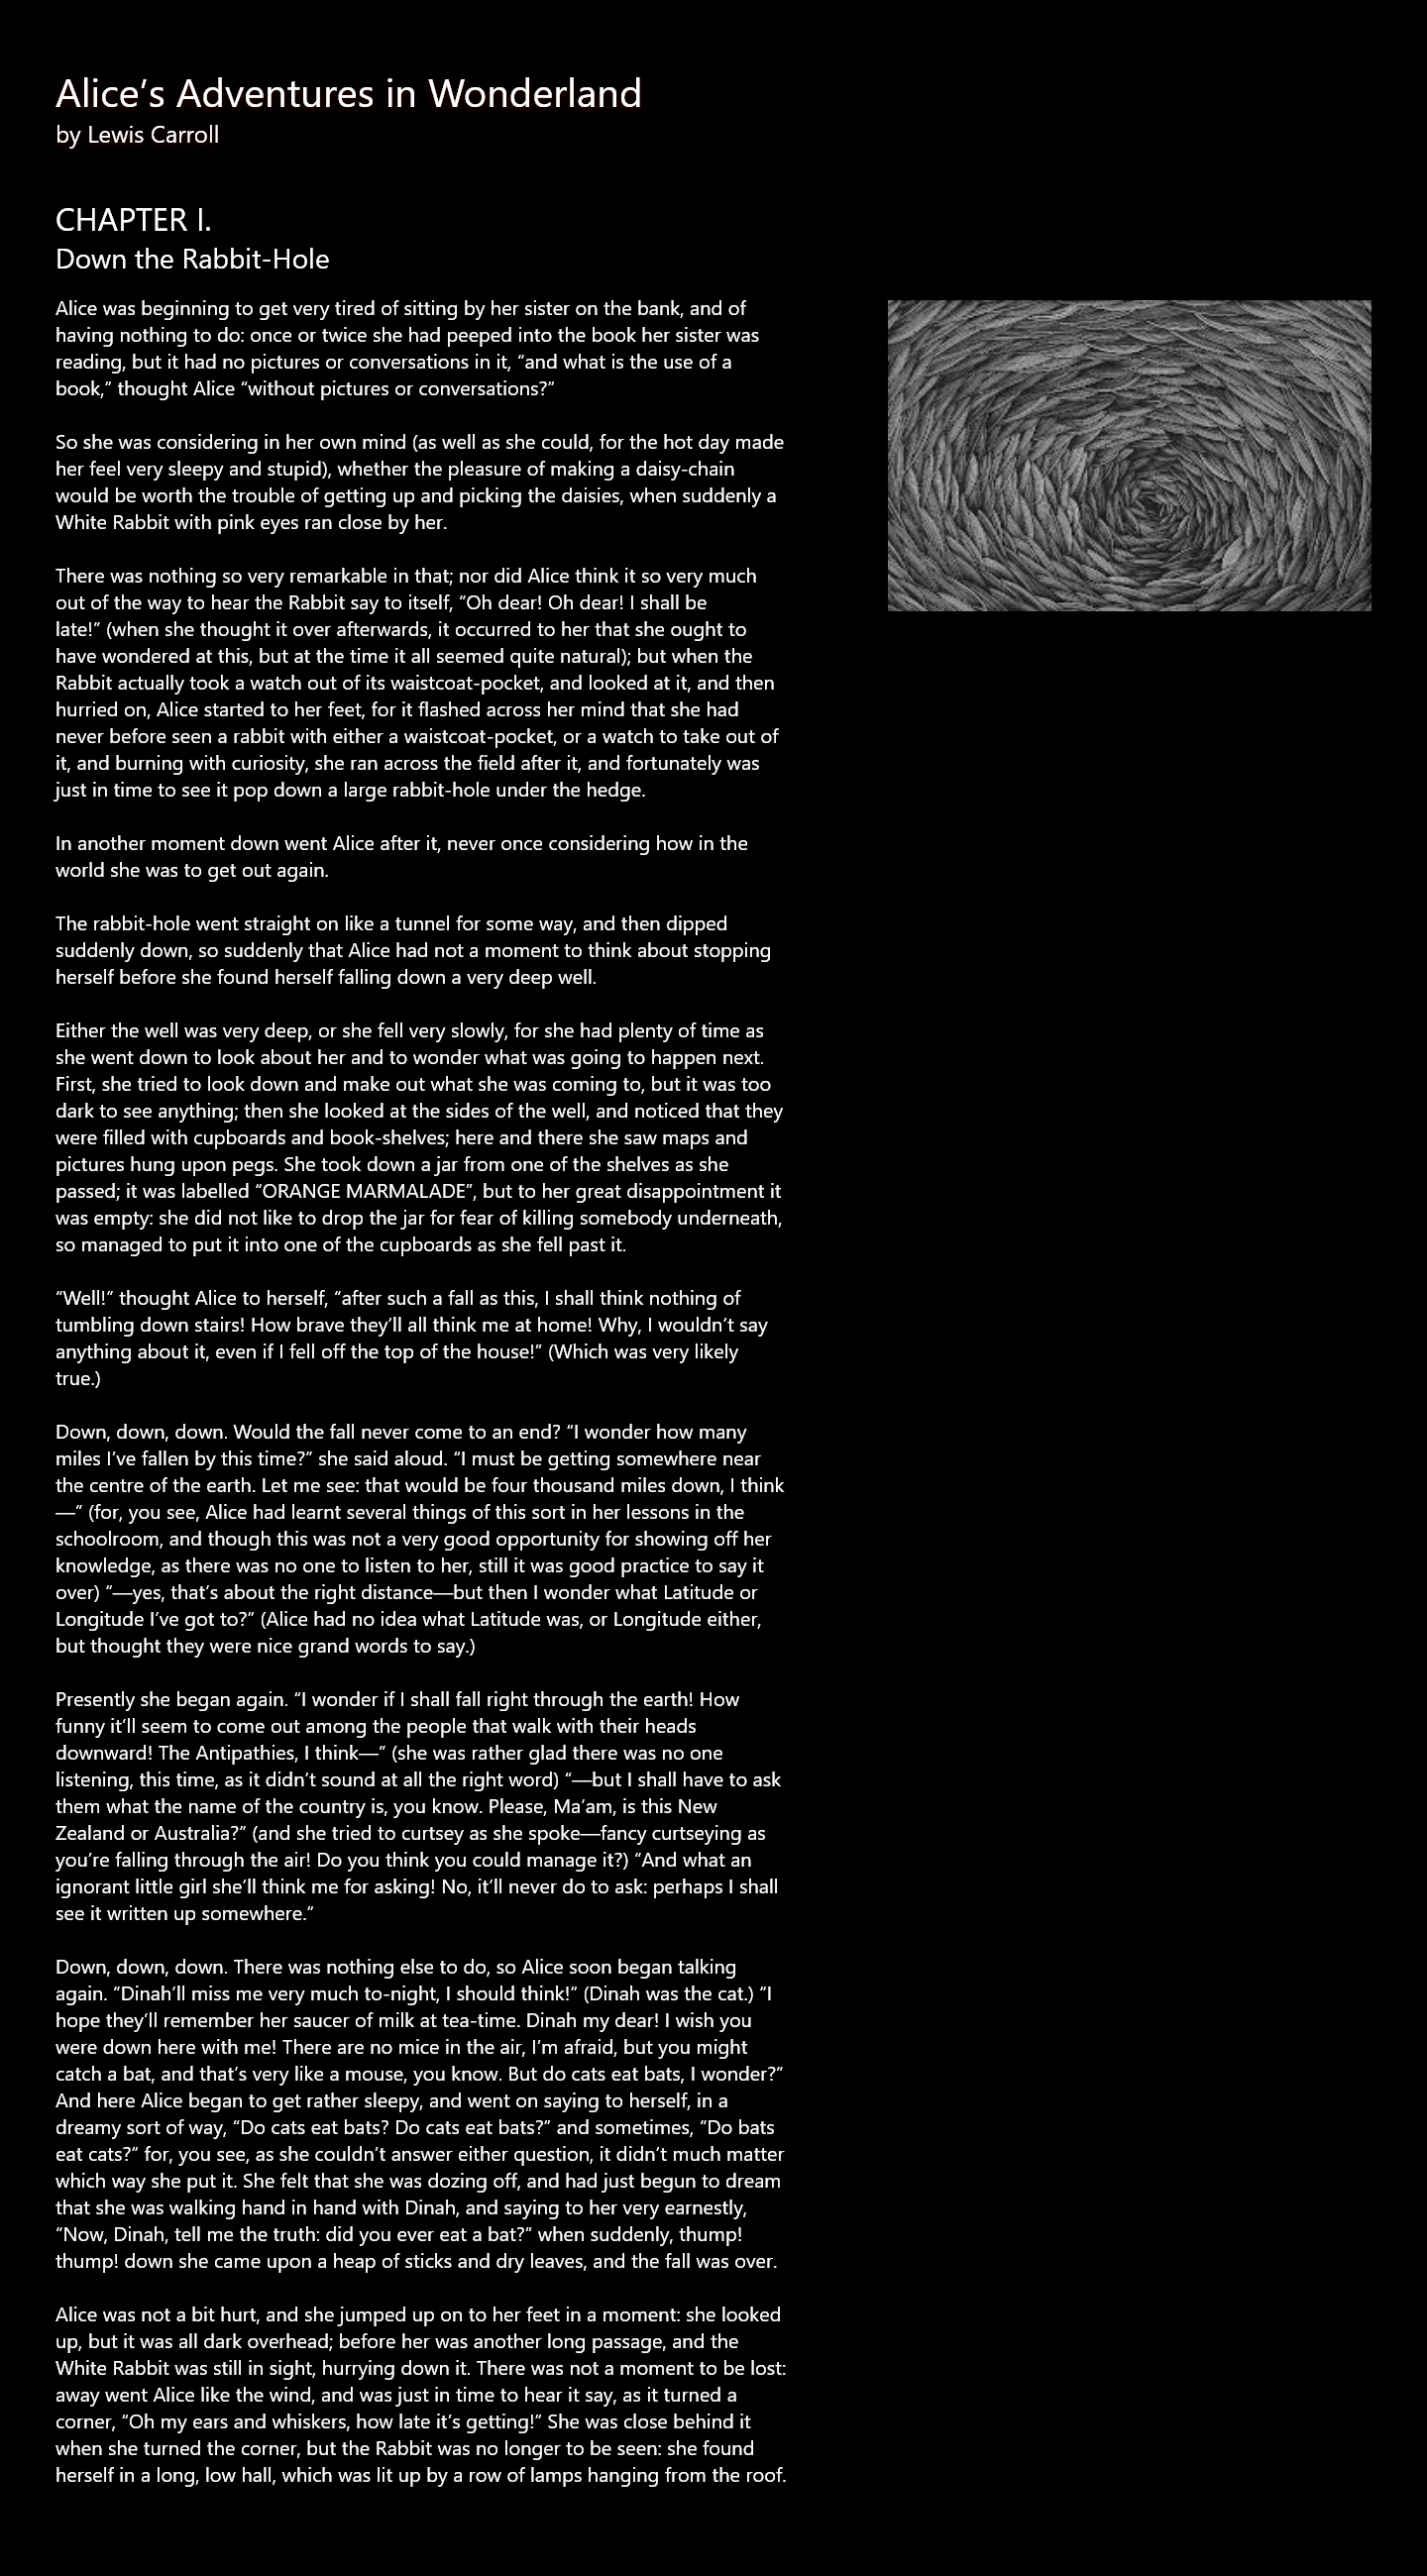 Alice’s Adventures in Wonderland
by Lewis Carroll
CHAPTER I.
Down the Rabbit-Hole
Alice was beginning to get very tired of sitting by her sister on the bank, and of
having nothing to do: once or twice she had peeped into the book her sister was
reading, but it had no pictures or conversations in it, “and what is the use of a
book,” thought Alice “without pictures or conversations?”
So she was considering in her own mind (as well as she could, for the hot day made
her feel very sleepy and stupid), whether the pleasure of making a daisy-chain
would be worth the trouble of getting up and picking the daisies, when suddenly a
White Rabbit with pink eyes ran close by her.
There was nothing so very remarkable in that; nor did Alice think it so very much
out of the way to hear the Rabbit say to itself, “Oh dear! Oh dear! I shall be
late!” (when she thought it over afterwards, it occurred to her that she ought to
have wondered at this, but at the time it all seemed quite natural); but when the
Rabbit actually took a watch out of its waistcoat-pocket, and looked at it, and then
hurried on, Alice started to her feet, for it flashed across her mind that she had
never before seen a rabbit with either a waistcoat-pocket, or a watch to take out of
it, and burning with curiosity, she ran across the field after it, and fortunately was
just in time to see it pop down a large rabbit-hole under the hedge.
In another moment down went Alice after it, never once considering how in the
world she was to get out again.
The rabbit-hole went straight on like a tunnel for some way, and then dipped
suddenly down, so suddenly that Alice had not a moment to think about stopping
herself before she found herself falling down a very deep well.
Either the well was very deep, or she fell very slowly, for she had plenty of time as
she went down to look about her and to wonder what was going to happen next.
First, she tried to look down and make out what she was coming to, but it was too
dark to see anything; then she looked at the sides of the well, and noticed that they
were filled with cupboards and book-shelves; here and there she saw maps and
pictures hung upon pegs. She took down a jar from one of the shelves as she
passed; it was labelled “ORANGE MARMALADE”, but to her great disappointment it
was empty: she did not like to drop the jar for fear of killing somebody underneath,
so managed to put it into one of the cupboards as she fell past it.
“Well!” thought Alice to herself, “after such a fall as this, I shall think nothing of
tumbling down stairs! How brave they’ll all think me at home! Why, I wouldn’t say
anything about it, even if I fell off the top of the house!” (Which was very likely
true.)
Down, down, down. Would the fall never come to an end? “I wonder how many
miles I’ve fallen by this time?” she said aloud. “I must be getting somewhere near
the centre of the earth. Let me see: that would be four thousand miles down, I think
—” (for, you see, Alice had learnt several things of this sort in her lessons in the
schoolroom, and though this was not a very good opportunity for showing off her
knowledge, as there was no one to listen to her, still it was good practice to say it
over) “—yes, that’s about the right distance—but then I wonder what Latitude or
Longitude I’ve got to?” (Alice had no idea what Latitude was, or Longitude either,
but thought they were nice grand words to say.)
Presently she began again. “I wonder if I shall fall right through the earth! How
funny it’ll seem to come out among the people that walk with their heads
downward! The Antipathies, I think—” (she was rather glad there was no one
listening, this time, as it didn’t sound at all the right word) “—but I shall have to ask
them what the name of the country is, you know. Please, Ma’am, is this New
Zealand or Australia?” (and she tried to curtsey as she spoke—fancy curtseying as
you’re falling through the air! Do you think you could manage it?) “And what an
ignorant little girl she’ll think me for asking! No, it’ll never do to ask: perhaps I shall
see it written up somewhere.”
Down, down, down. There was nothing else to do, so Alice soon began talking
again. “Dinah’ll miss me very much to-night, I should think!” (Dinah was the cat.) “I
hope they’ll remember her saucer of milk at tea-time. Dinah my dear! I wish you
were down here with me! There are no mice in the air, I’m afraid, but you might
catch a bat, and that’s very like a mouse, you know. But do cats eat bats, I wonder?”
And here Alice began to get rather sleepy, and went on saying to herself, in a
dreamy sort of way, “Do cats eat bats? Do cats eat bats?” and sometimes, “Do bats
eat cats?” for, you see, as she couldn’t answer either question, it didn’t much matter
which way she put it. She felt that she was dozing off, and had just begun to dream
that she was walking hand in hand with Dinah, and saying to her very earnestly,
“Now, Dinah, tell me the truth: did you ever eat a bat?” when suddenly, thump!
thump! down she came upon a heap of sticks and dry leaves, and the fall was over.
Alice was not a bit hurt, and she jumped up on to her feet in a moment: she looked
up, but it was all dark overhead; before her was another long passage, and the
White Rabbit was still in sight, hurrying down it. There was not a moment to be lost:
away went Alice like the wind, and was just in time to hear it say, as it turned a
corner, “Oh my ears and whiskers, how late it’s getting!” She was close behind it
when she turned the corner, but the Rabbit was no longer to be seen: she found
herself in a long, low hall, which was lit up by a row of lamps hanging from the roof.